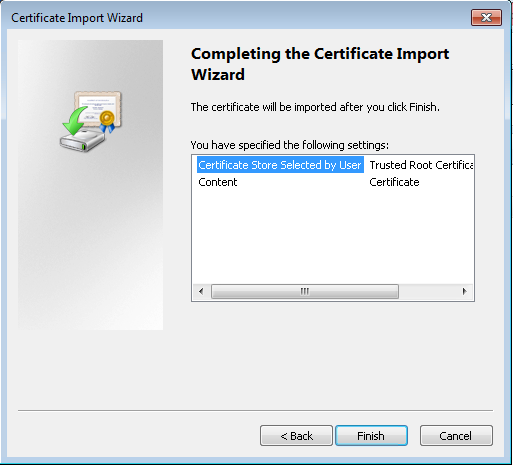 Certificate Import Wizard
Completing the Certificate Import
Wizard
The certificate will be imported after you click Finish.
You have specified the following settings:
Certificate Store Selected by User Trusted Root Certifica
Content Certificate
< Back Finish Cancel